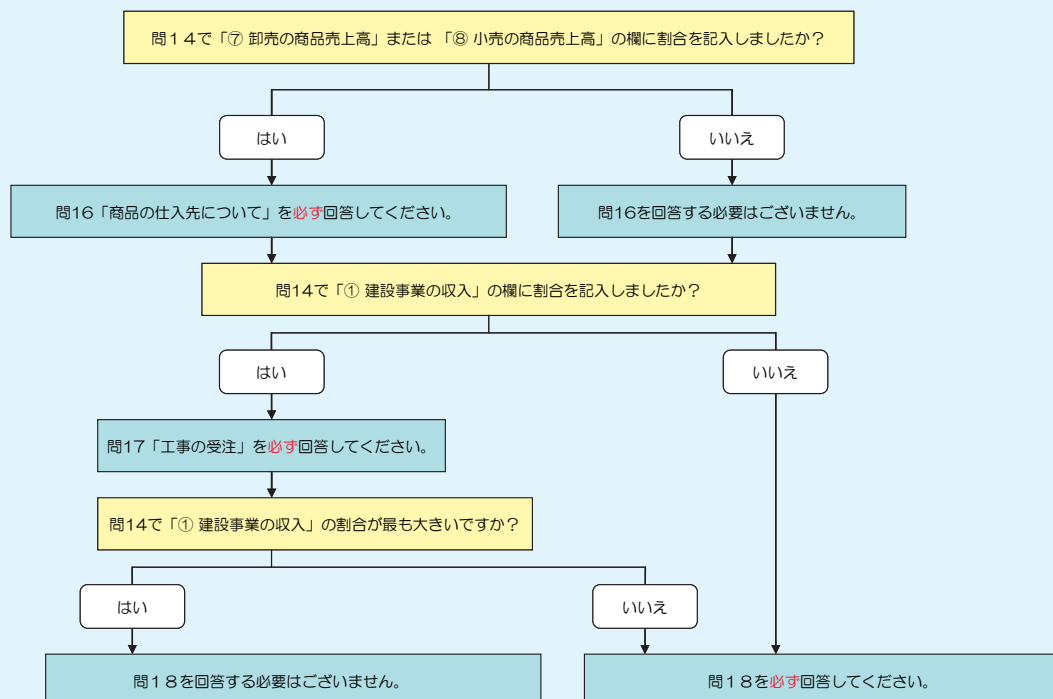 問１４で「⑦ 卸売の商品売上高」または 「⑧ 小売の商品売上高」の欄に割合を記入しましたか？
はい
いいえ
問16「商品の仕入先について」を必ず回答してください。
問16を回答する必要はございません。
問14で「① 建設事業の収入」の欄に割合を記入しましたか？
はい
いいえ
問17「工事の受注」を必ず回答してください。
問14で「① 建設事業の収入」の割合が最も大きいですか？
はい
いいえ
問１８を回答する必要はございません。
問１８を必ず回答してください。